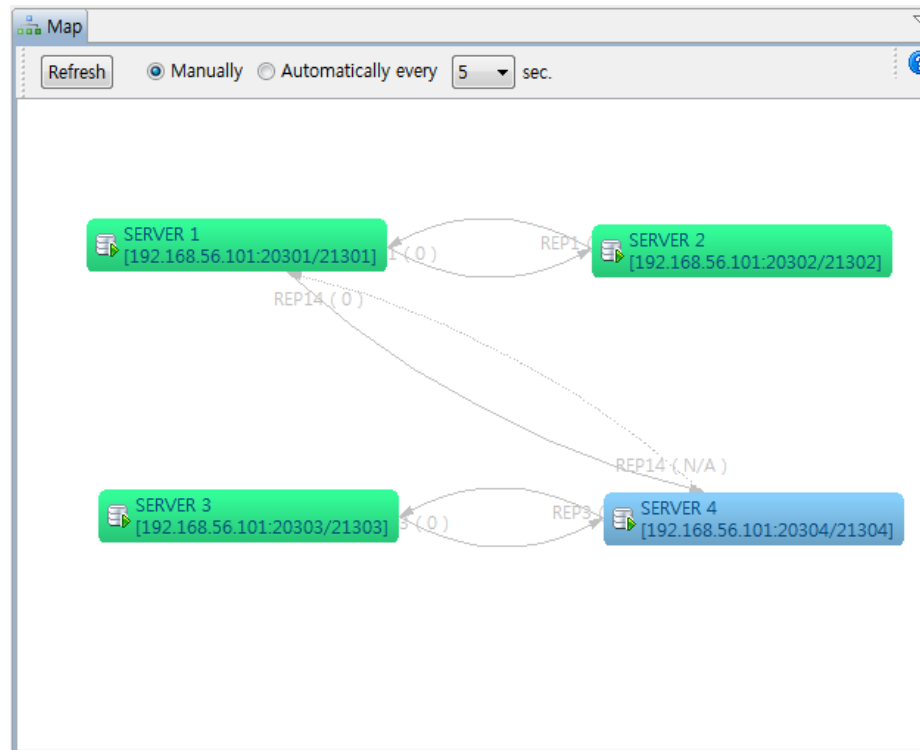 Map
Refresh Manually Automatically every 5 sec.
SERVER 1
[192.168.56.101:20301/21301]
1 ( 0 )
REP1 (
SERVER 2
[192.168.56.101:20302/21302]
REP14 ( 0 )
REP14 ( N/A )
SERVER 3
[192.168.56.101:20303/21303]
3 ( 0 )
REP3 (
SERVER 4
[192.168.56.101:20304/21304]